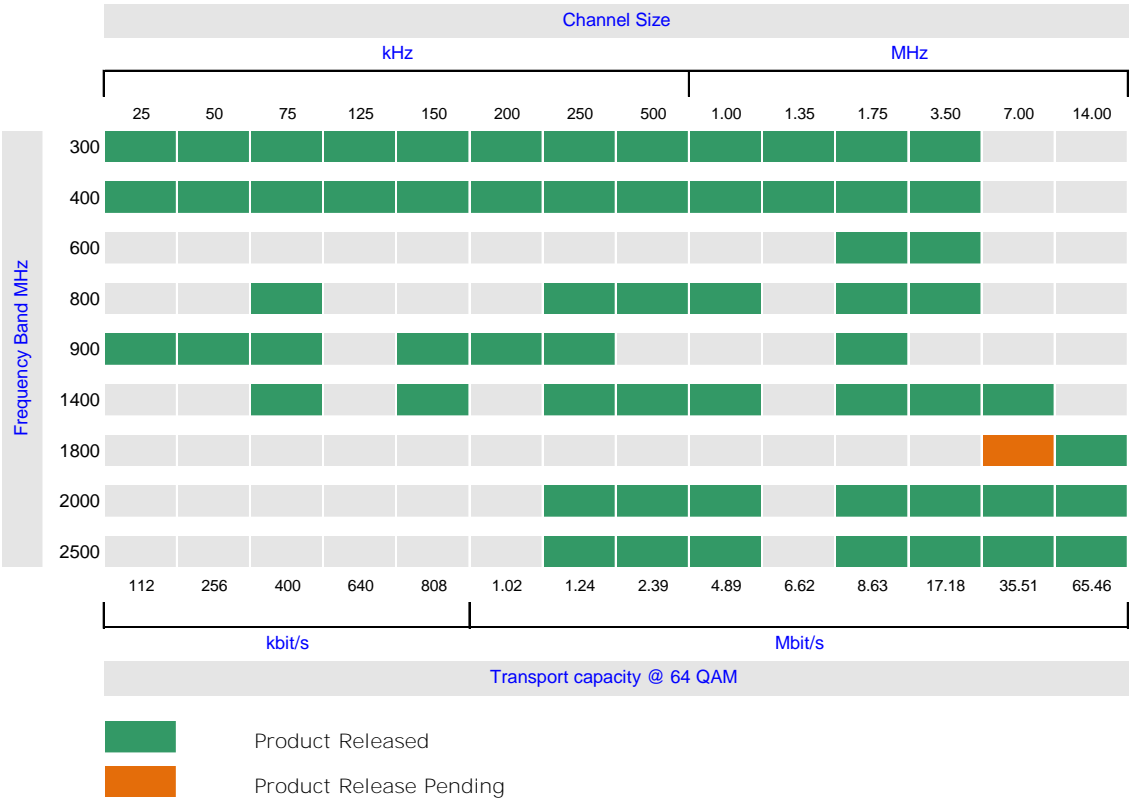 Channel Size
kHz MHz
25 50 75 125 150 200 250 500 1.00 1.35 1.75 3.50 7.00 14.00
Frequency Band MHz
300
400
600
800
900
1400
1800
2000
2500
112 256 400 640 808 1.02 1.24 2.39 4.89 6.62 8.63 17.18 35.51 65.46
kbit/s Mbit/s
Transport capacity @ 64 QAM
Product Released
Product Release Pending